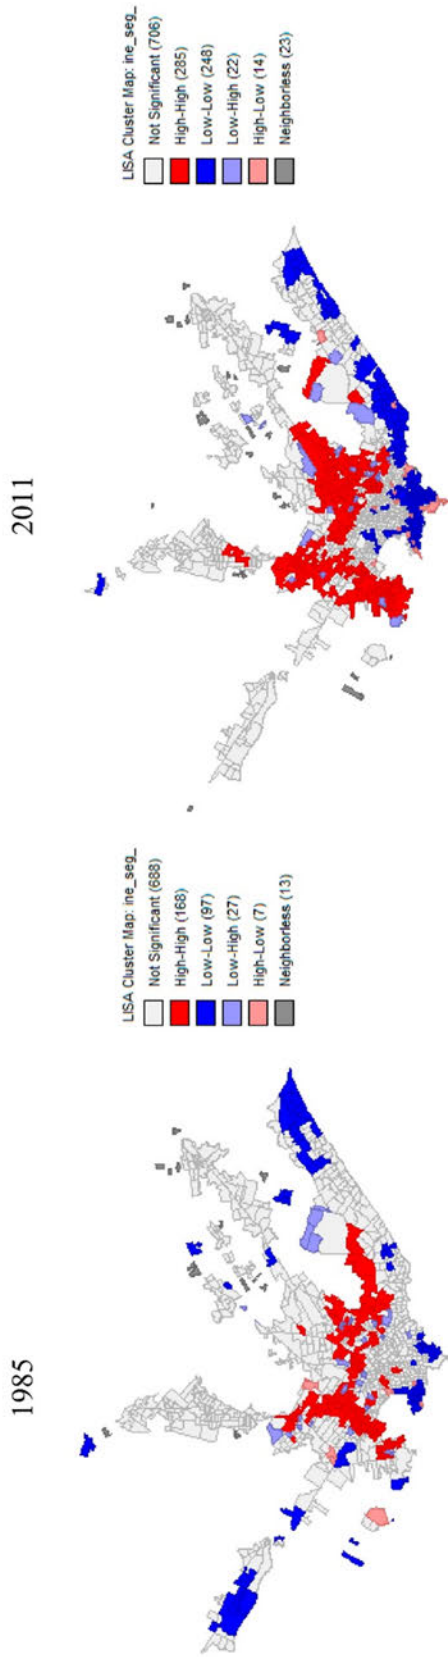 1985
LISA Cluster Map: ine_seg_
Not Significant (688)
High-High (168)
Low-Low (97)
Low-High (27)
High-Low (7)
Neighborless (13)
2011
LISA Cluster Map: ine_seg_
Not Significant (706)
High-High (285)
Low-Low (248)
Low-High (22)
High-Low (14)
Neighborless (23)